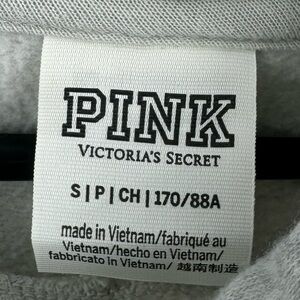 PINK
VICTORIA'S SECRET
S | P | CH | 170/88A
made in Vietnam/fabriqué au
Vietnam/hecho en Vietnam/
fabbricato in Vietnam/ 越南制造